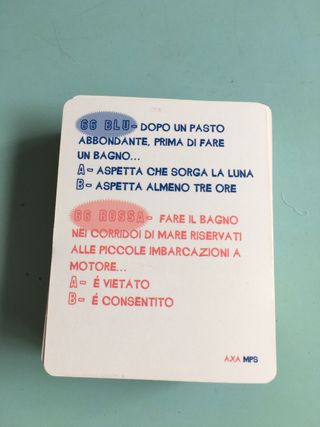 66 BLU- DOPO UN PASTO
ABBONDANTE, PRIMA DI FARE
UN BAGNO...
A- ASPETTA CHE SORGA LA LUNA
B- ASPETTA ALMENO TRE ORE
66 ROSSA- FARE IL BAGNO
NEI CORRIDOI DI MARE RISERVATI
ALLE PICCOLE IMBARCAZIONI A
MOTORE...
A- É VIETATO
B- É CONSENTITO
AXA MPS